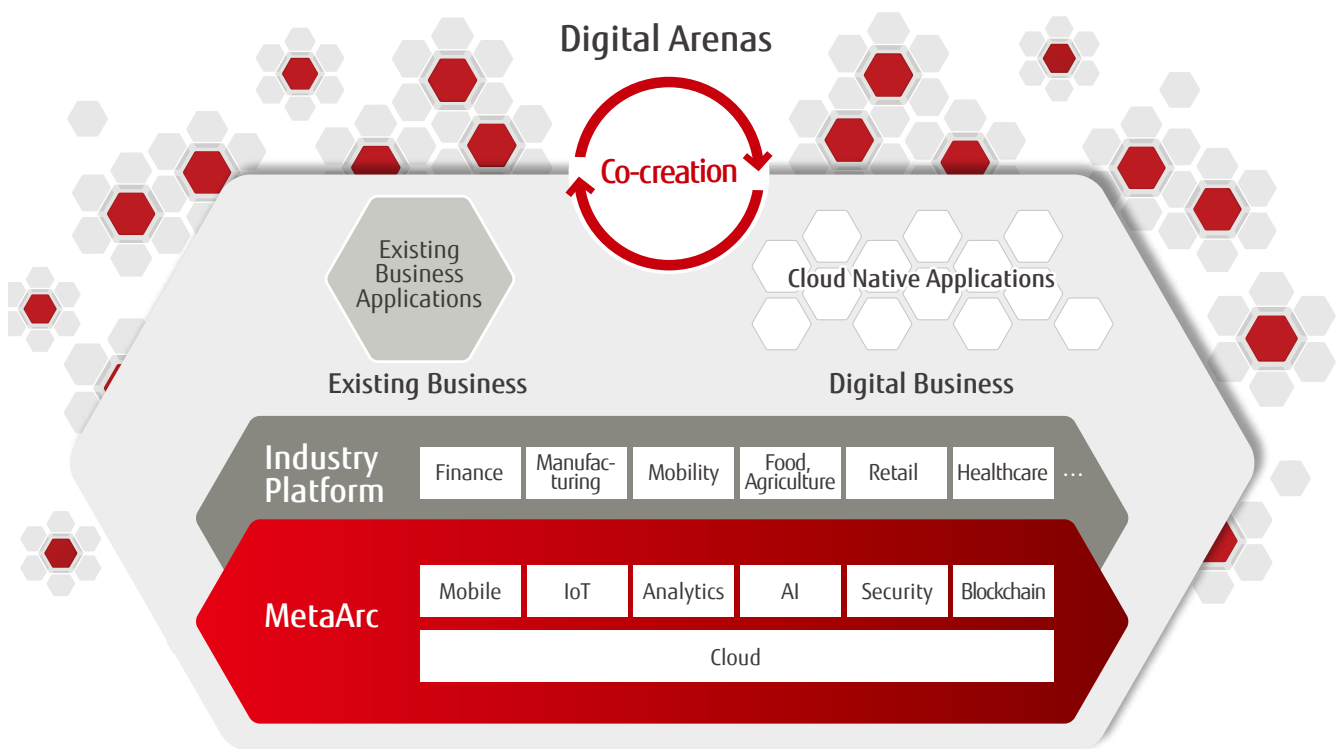 Digital Arenas
Co-creation
Existing
Business
Applications
Cloud Native Applications
Existing Business
Digital Business
Industry
Platform
Finance
Manufac-
turing
Mobility
Food,
Agriculture
Retail
Healthcare
...
MetaArc
Mobile
IoT
Analytics
AI
Security
Blockchain
Cloud